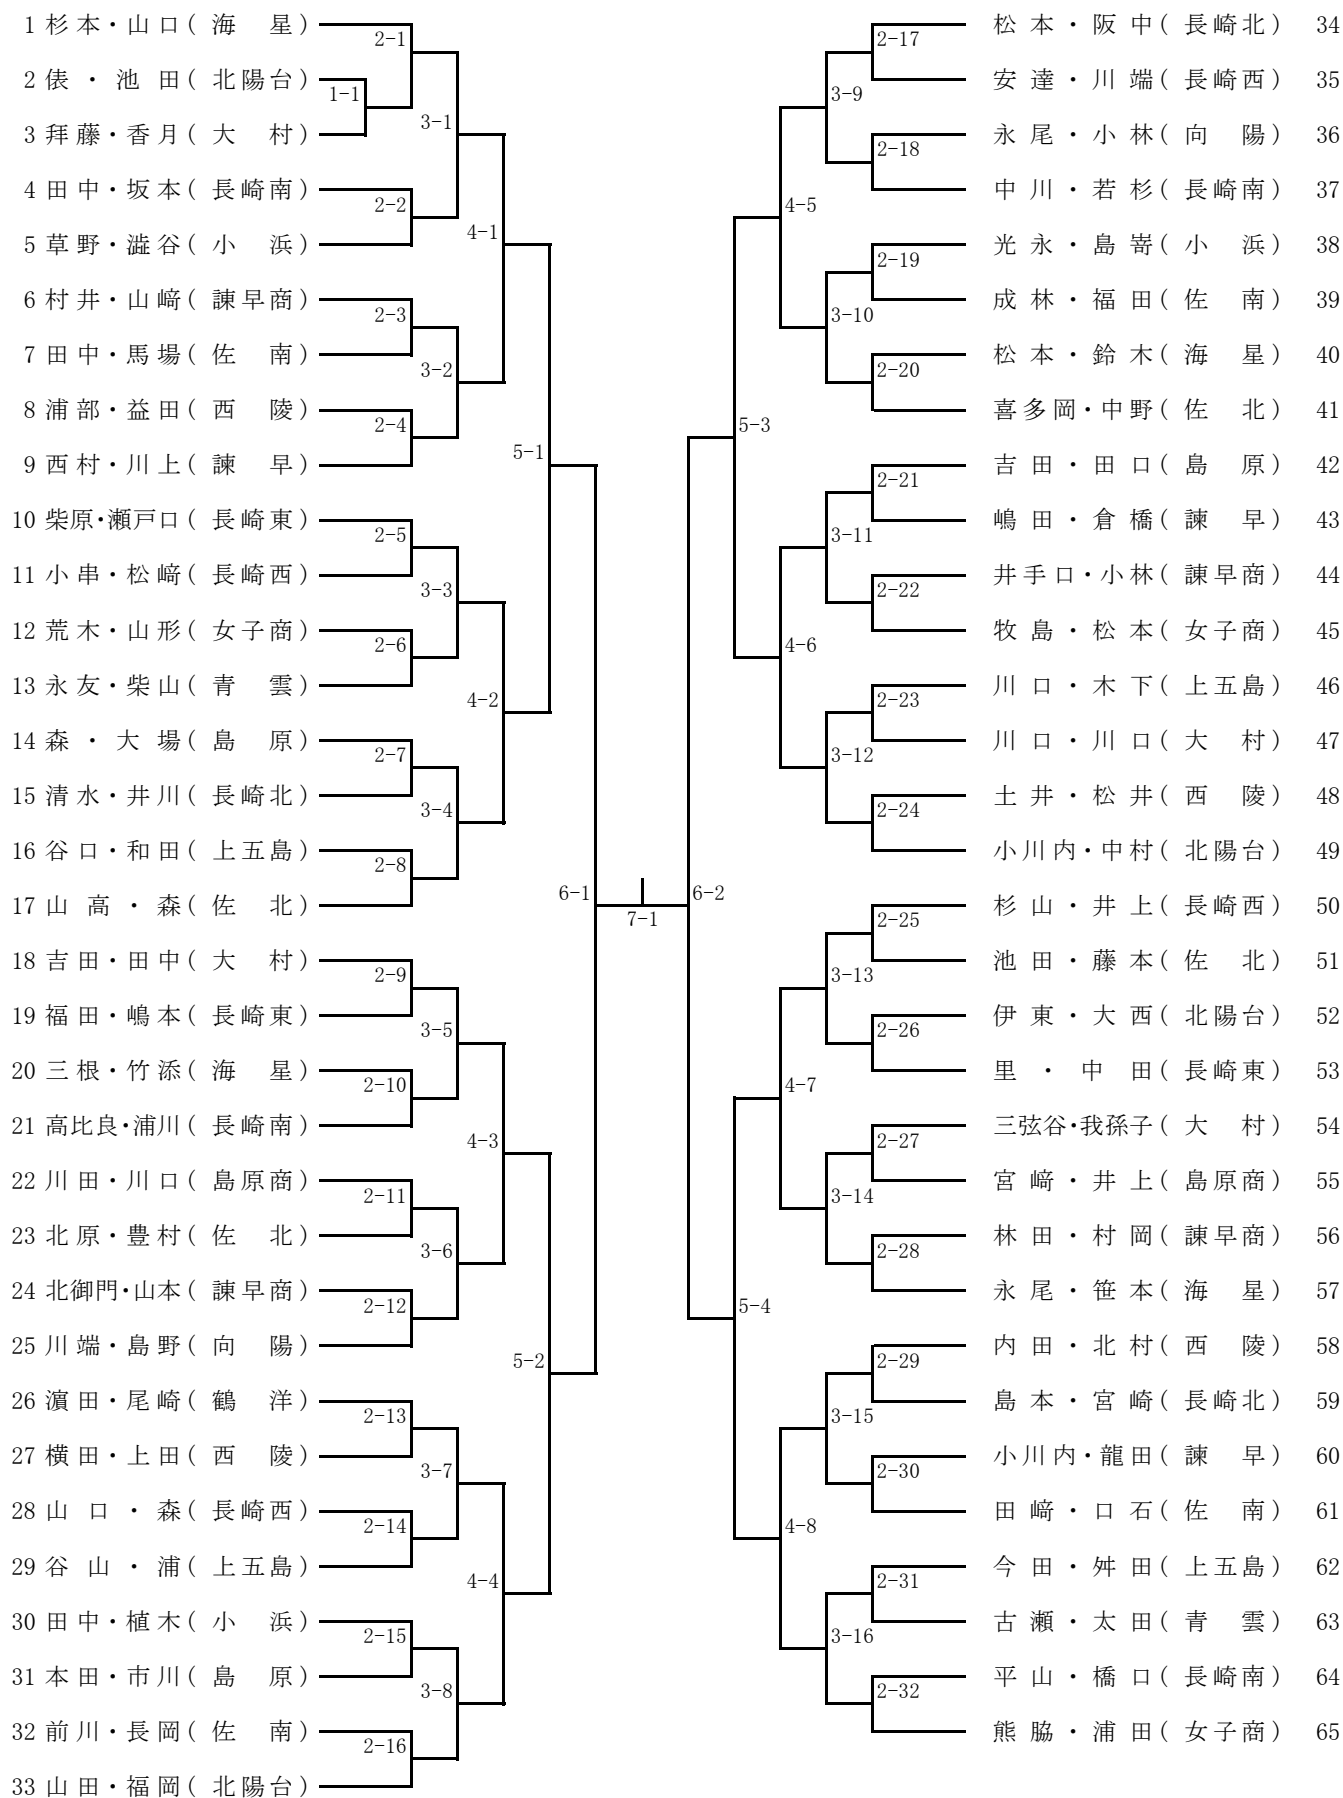 1 杉本・山口(海 星)
2 俵・池田(北陽台)
3 拜藤・香月(大 村)
4 田中・坂本(長崎南)
5 草野・澁谷(小 浜)
6 村井・山﨑(諫早商)
7 田中・馬場(佐 南)
8 浦部・益田(西 陵)
9 西村・川上(諫 早)
10 柴原・瀬戸口(長崎東)
11 小串・松﨑(長崎西)
12 荒木・山形(女子商)
13 永友・柴山(青 雲)
14 森・大場(島 原)
15 清水・井川(長崎北)
16 谷口・和田(上五島)
17 山高・森(佐 北)
18 吉田・田中(大 村)
19 福田・嶋本(長崎東)
20 三根・竹添(海 星)
21 高比良・浦川(長崎南)
22 川田・川口(島原商)
23 北原・豊村(佐 北)
24 北御門・山本(諫早商)
25 川端・島野(向 陽)
26 濵田・尾崎(鶴 洋)
27 横田・上田(西 陵)
28 山口・森(長崎西)
29 谷山・浦(上五島)
30 田中・植木(小 浜)
31 本田・市川(島 原)
32 前川・長岡(佐 南)
33 山田・福岡(北陽台)
1-1
2-1
2-2
2-3
2-4
2-5
2-6
2-7
2-8
2-9
2-10
2-11
2-12
2-13
2-14
2-15
2-16
3-1
3-2
3-3
3-4
3-5
3-6
3-7
3-8
4-1
4-2
4-3
4-4
5-1
5-2
6-1
7-1
6-2
5-3
5-4
4-5
4-6
4-7
4-8
3-9
3-10
3-11
3-12
3-13
3-14
3-15
3-16
2-17
2-18
2-19
2-20
2-21
2-22
2-23
2-24
2-25
2-26
2-27
2-28
2-29
2-30
2-31
2-32
松本・阪中(長崎北) 34
安達・川端(長崎西) 35
永尾・小林(向 陽) 36
中川・若杉(長崎南) 37
光永・島嵜(小 浜) 38
成林・福田(佐 南) 39
松本・鈴木(海 星) 40
喜多岡・中野(佐 北) 41
吉田・田口(島 原) 42
嶋田・倉橋(諫 早) 43
井手口・小林(諫早商) 44
牧島・松本(女子商) 45
川口・木下(上五島) 46
川口・川口(大 村) 47
土井・松井(西 陵) 48
小川内・中村(北陽台) 49
杉山・井上(長崎西) 50
池田・藤本(佐 北) 51
伊東・大西(北陽台) 52
里・中田(長崎東) 53
三弦谷・我孫子(大 村) 54
宮﨑・井上(島原商) 55
林田・村岡(諫早商) 56
永尾・笹本(海 星) 57
内田・北村(西 陵) 58
島本・宮崎(長崎北) 59
小川内・龍田(諫 早) 60
田﨑・口石(佐 南) 61
今田・舛田(上五島) 62
古瀬・太田(青 雲) 63
平山・橋口(長崎南) 64
熊脇・浦田(女子商) 65